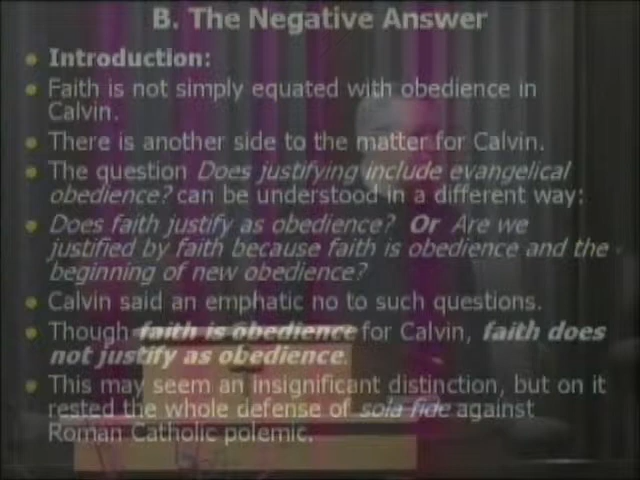 B. The Negative Answer
Introduction:
Faith is not simply equated with obedience in
Calvin.
There is another side to the matter for Calvin.
The question Does justifying include evangelical
obedience? can be understood in a different way:
Does faith justify as obedience? Or Are we
justified by faith because faith is obedience and the
beginning of new obedience?
Calvin said an emphatic no to such questions.
Though faith is obedience for Calvin, faith does
not justify as obedience.
This may seem an insignificant distinction, but on it
rested the whole defense of sola fide against
Roman Catholic polemic.